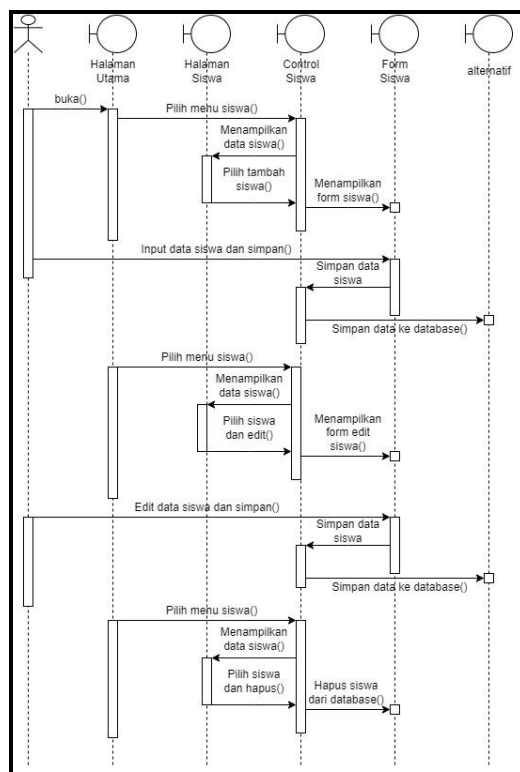 Halaman
Utama
Halaman
Siswa
Control
Siswa
Form
Siswa
alternatif
buka()
Pilih menu siswa()
Menampilkan
data siswa()
Pilih tambah
siswa()
Menampilkan
form siswa()
Input data siswa dan simpan()
Simpan data
siswa
Simpan data ke database()
Pilih menu siswa()
Menampilkan
data siswa()
Pilih siswa
dan edit()
Menampilkan
form edit
siswa()
Edit data siswa dan simpan()
Simpan data
siswa
Simpan data ke database()
Pilih menu siswa()
Menampilkan
data siswa()
Pilih siswa
dan hapus()
Hapus siswa
dari database()